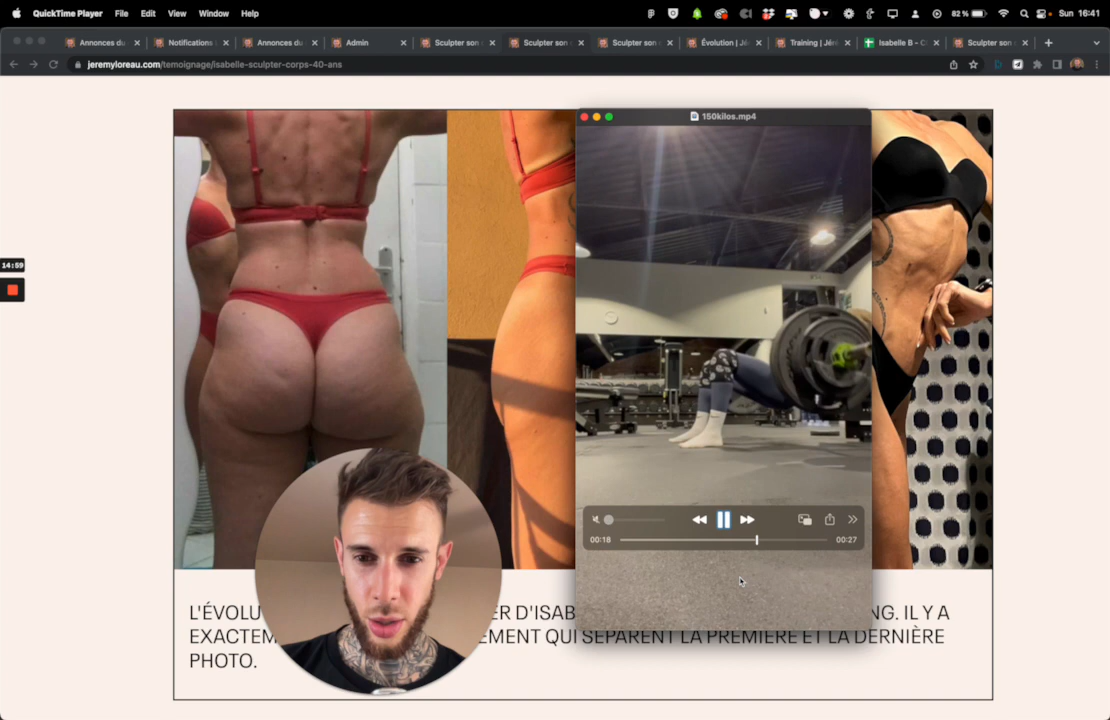 QuickTime Player File Edit View Window Help
82 % Sun 16:41
Annonces du Notifications Annonces du Admin Sculpter son Sculpter son Sculpter son Évolution | Jé Training | Jéré Isabelle B - C Sculpter son
jeremyloreau.com/temoignage/isabelle-sculpter-corps-40-ans
150kilos.mp4
14:59
00:18 00:27
L'ÉVOLU ER D'ISAB NG. IL Y A
EXACTEM EMENT QUI SÉPARENT LA PREMIÈRE ET LA DERNIÈRE
PHOTO.